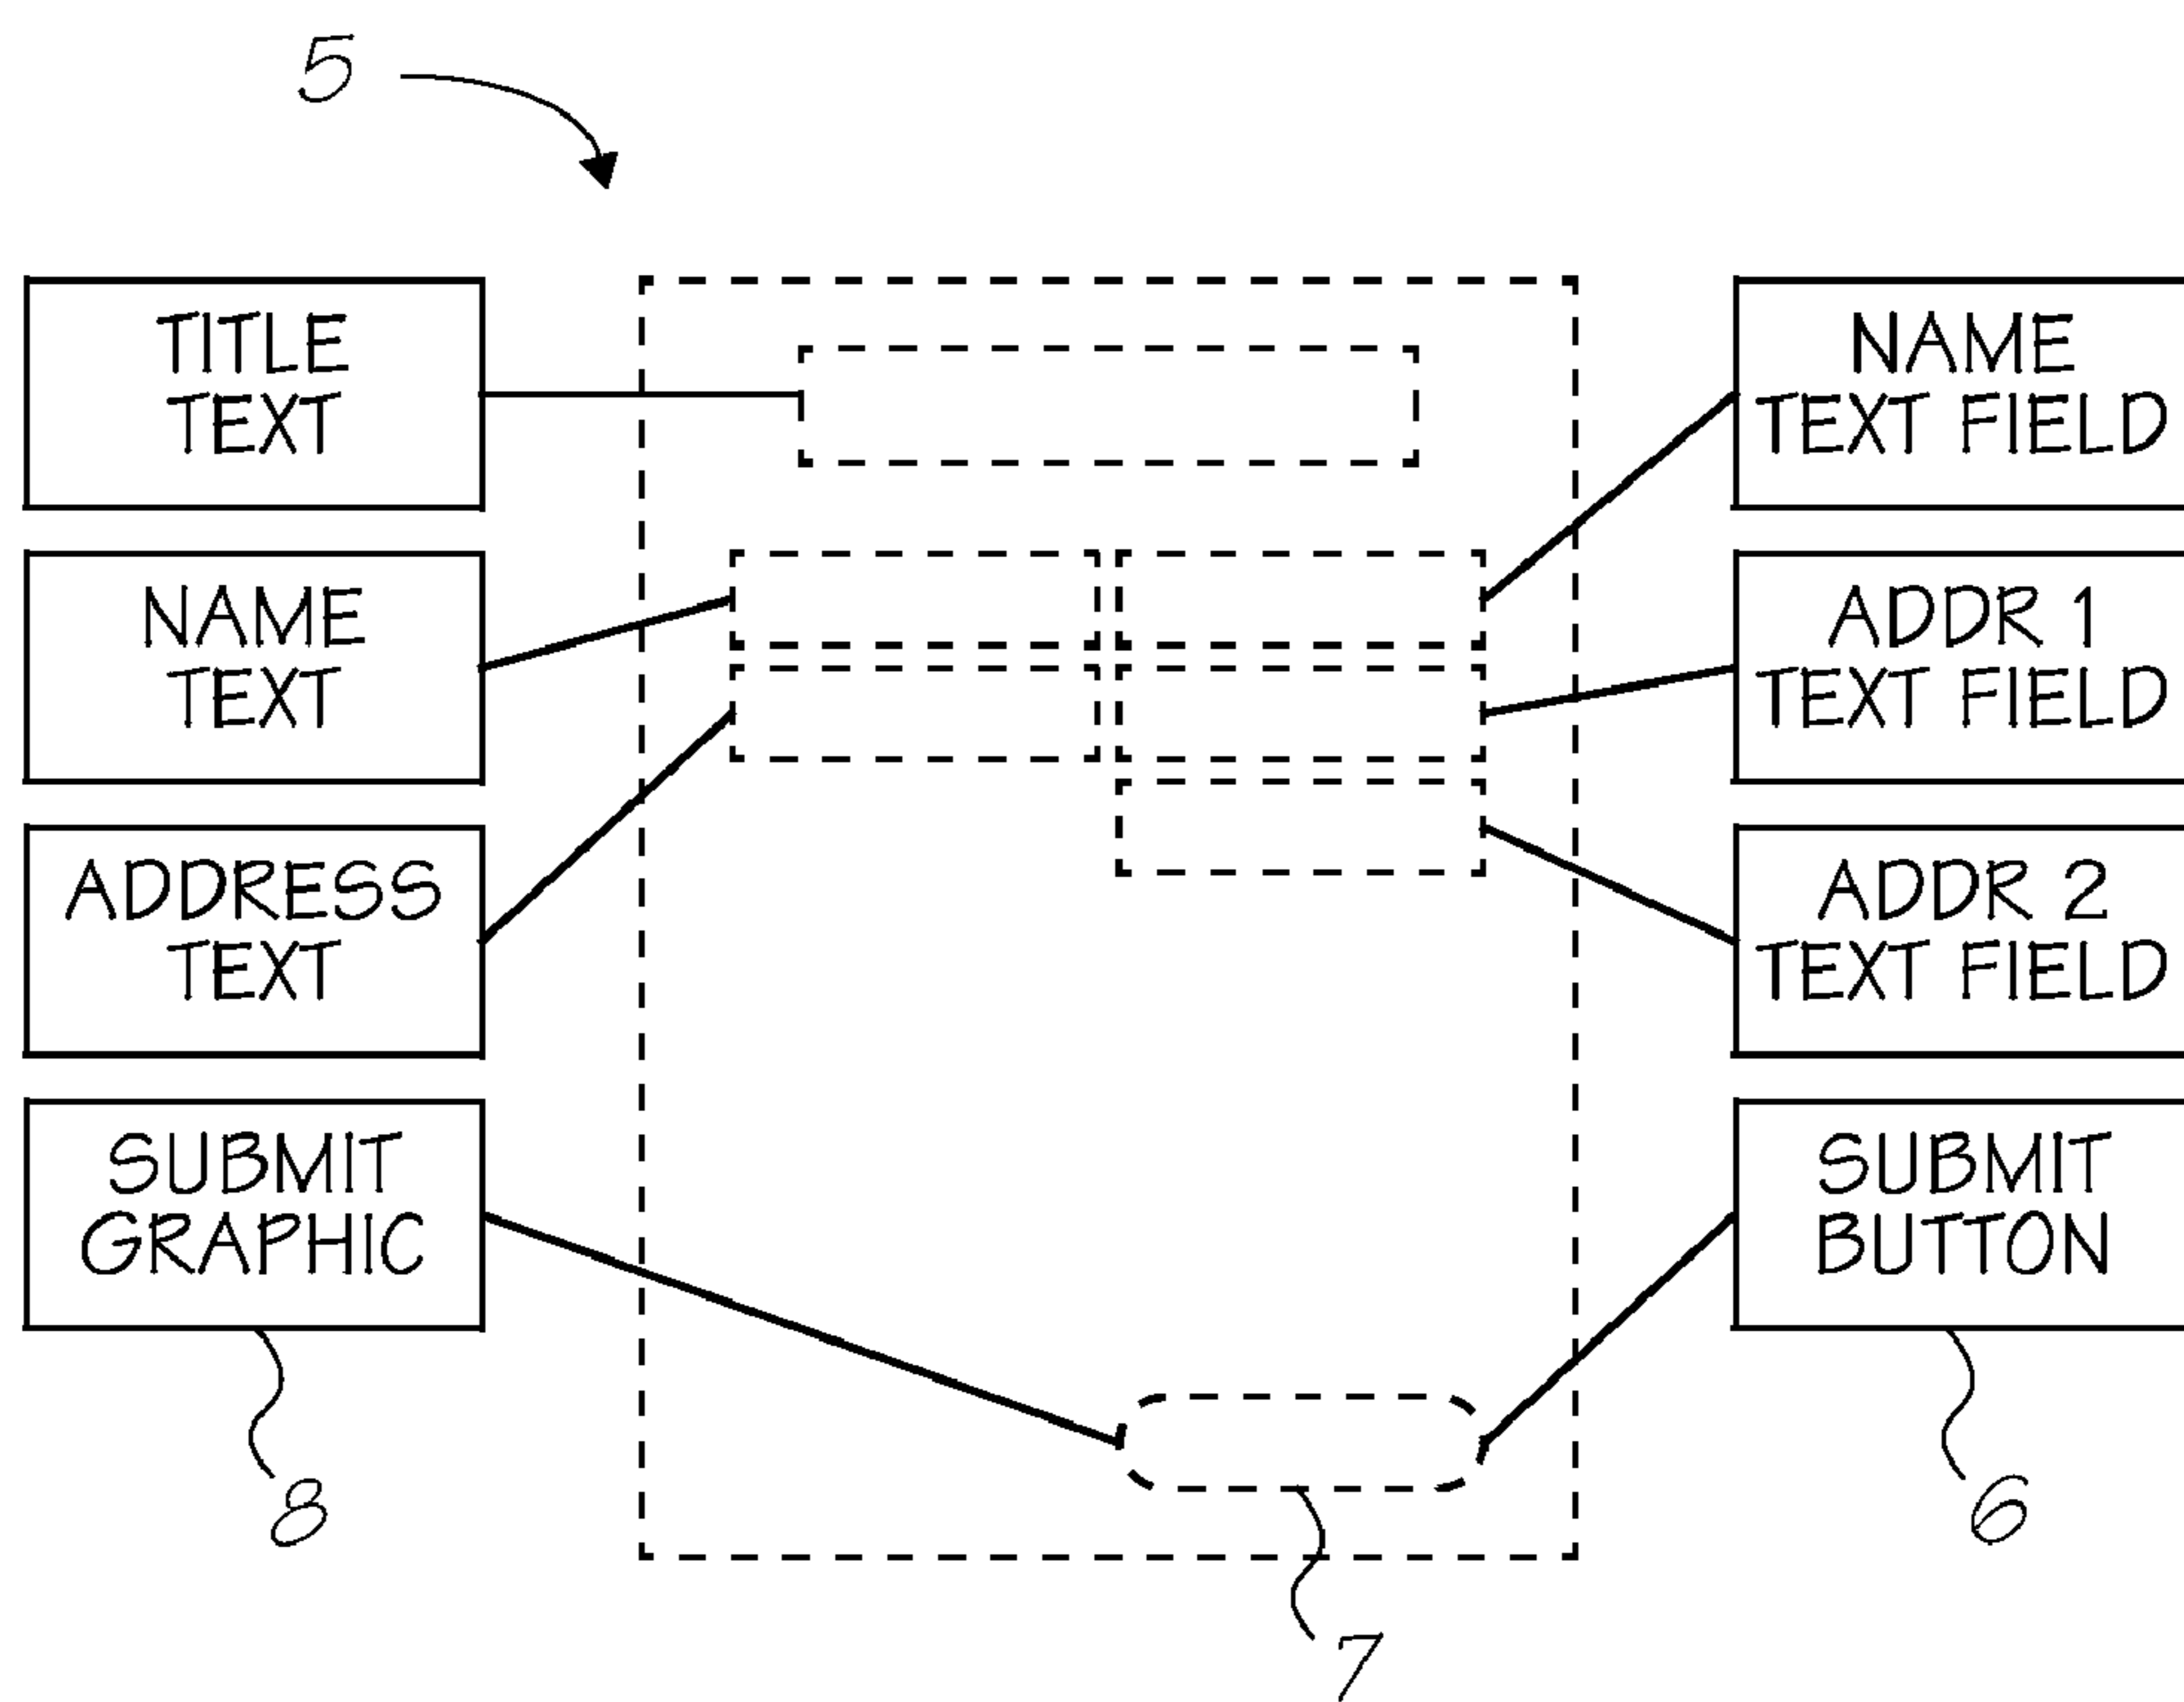 5
TITLE
TEXT
NAME
TEXT FIELD
NAME
TEXT
ADDR 1
TEXT FIELD
ADDRESS
TEXT
ADDR 2
TEXT FIELD
SUBMIT
GRAPHIC
SUBMIT
BUTTON
8
6
7